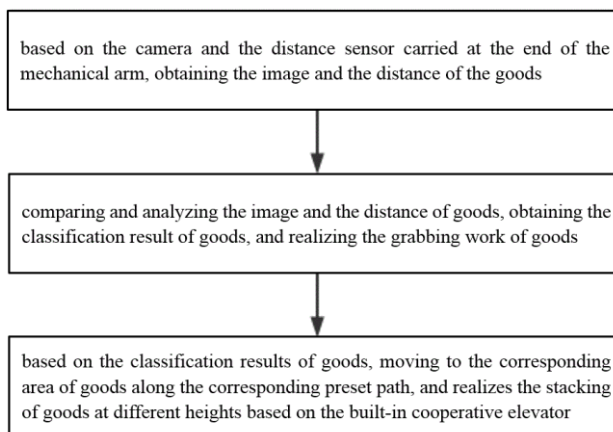 based on the camera and the distance sensor carried at the end of the
mechanical arm, obtaining the image and the distance of the goods
comparing and analyzing the image and the distance of goods, obtaining the
classification result of goods, and realizing the grabbing work of goods
based on the classification results of goods, moving to the corresponding
area of goods along the corresponding preset path, and realizes the stacking
of goods at different heights based on the built-in cooperative elevator